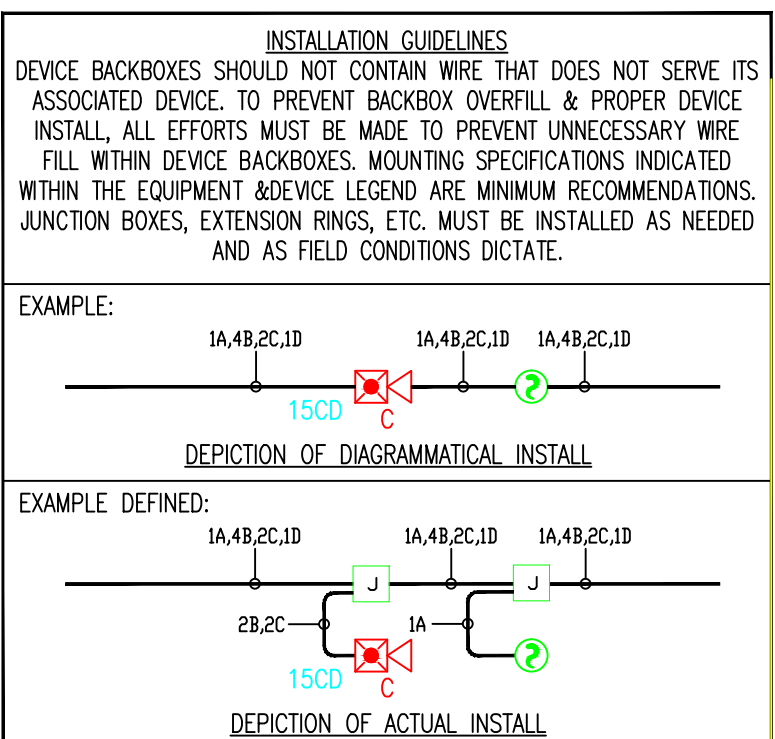 INSTALLATION GUIDELINES
DEVICE BACKBOXES SHOULD NOT CONTAIN WIRE THAT DOES NOT SERVE ITS
ASSOCIATED DEVICE. TO PREVENT BACKBOX OVERFILL & PROPER DEVICE
INSTALL, ALL EFFORTS MUST BE MADE TO PREVENT UNNECESSARY WIRE
FILL WITHIN DEVICE BACKBOXES. MOUNTING SPECIFICATIONS INDICATED
WITHIN THE EQUIPMENT &DEVICE LEGEND ARE MINIMUM RECOMMENDATIONS.
JUNCTION BOXES, EXTENSION RINGS, ETC. MUST BE INSTALLED AS NEEDED
AND AS FIELD CONDITIONS DICTATE.
EXAMPLE:
1A,4B,2C,1D 1A,4B,2C,1D 1A,4B,2C,1D
15CD C
DEPICTION OF DIAGRAMMATICAL INSTALL
EXAMPLE DEFINED:
1A,4B,2C,1D 1A,4B,2C,1D 1A,4B,2C,1D
J J
2B,2C 1A
15CD C
DEPICTION OF ACTUAL INSTALL